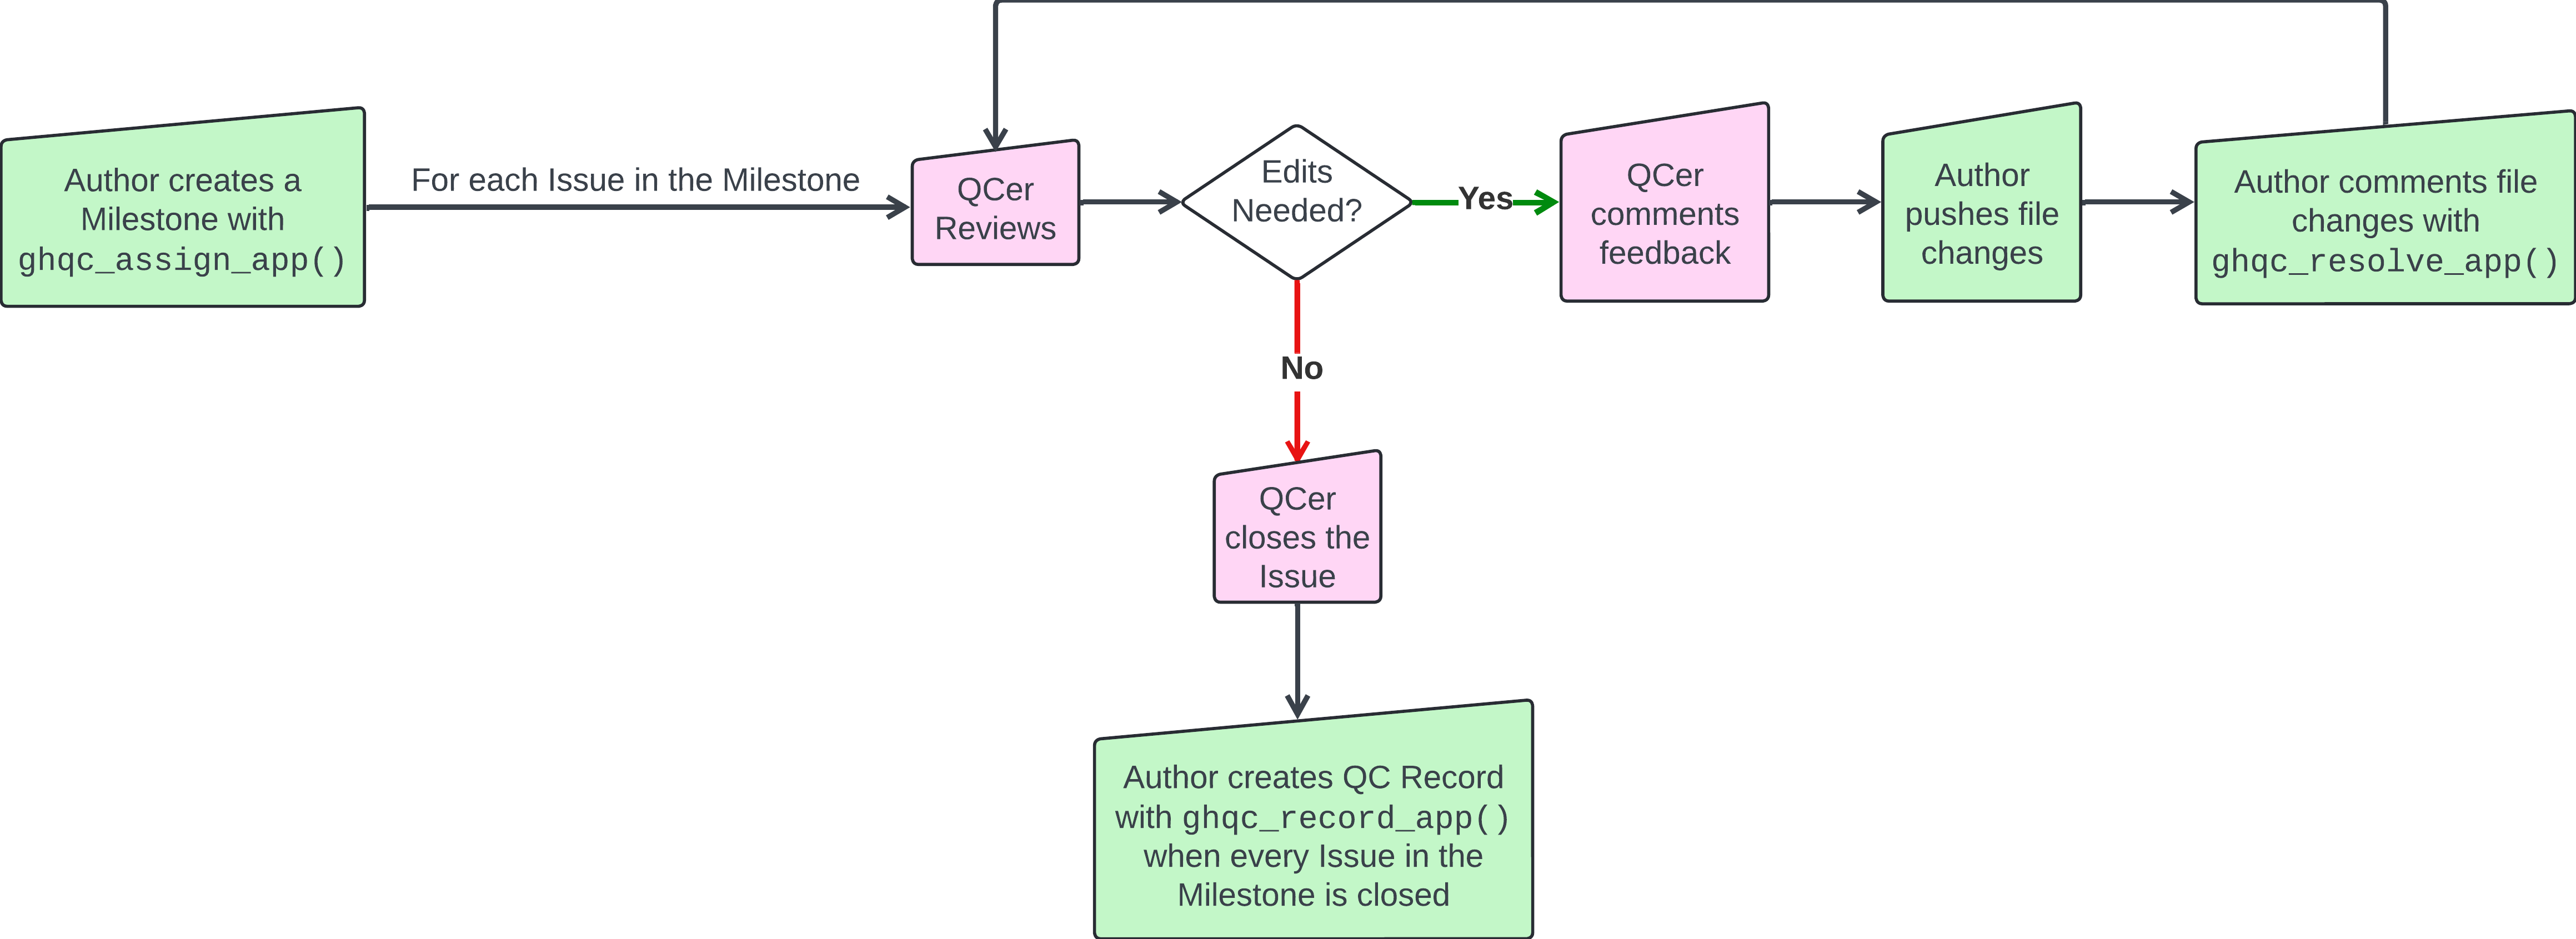 Author creates a
Milestone with
ghqc_assign_app()
For each Issue in the Milestone
QCer
Reviews
Edits
Needed?
Yes
QCer
comments
feedback
Author
pushes file
changes
Author comments file
changes with
ghqc_resolve_app()
No
QCer
closes the
Issue
Author creates QC Record
with ghqc_record_app()
when every Issue in the
Milestone is closed